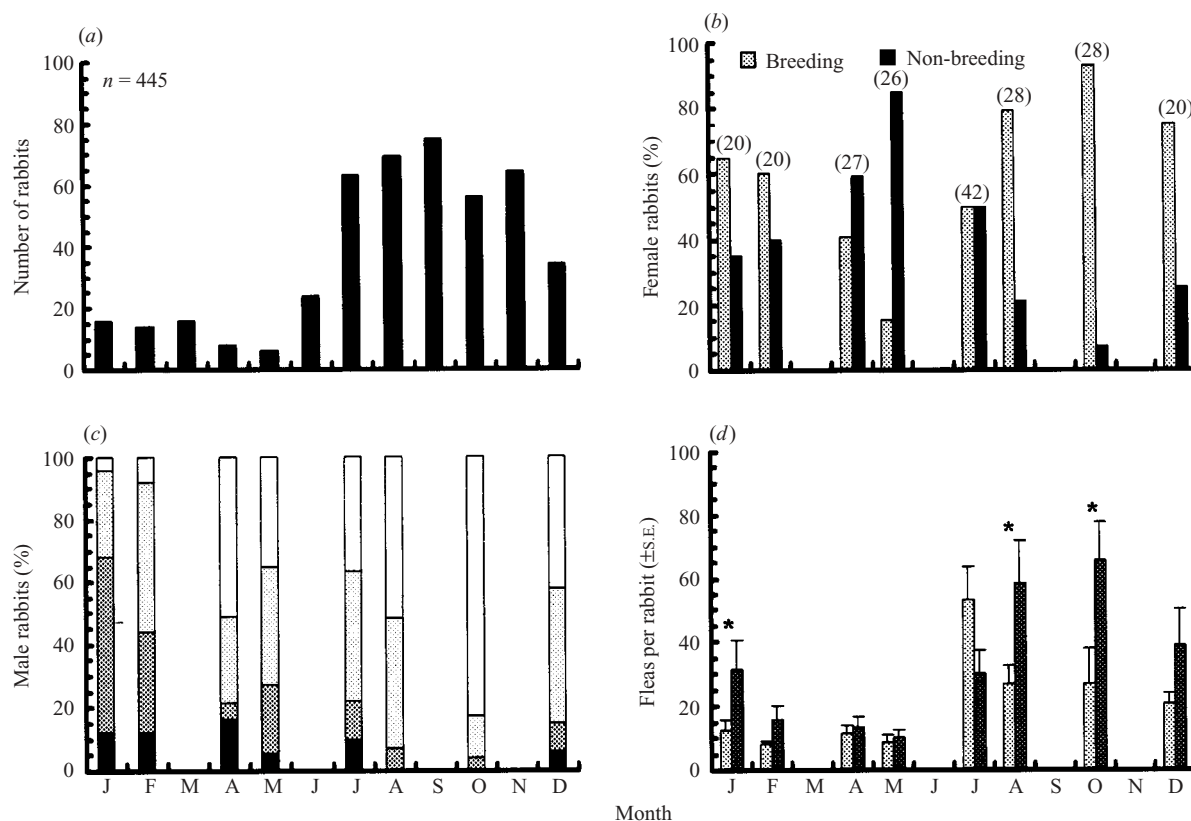 (a)
100
80
60
40
20
0
Number of rabbits
n = 445
(b)
100
80
60
40
20
0
Female rabbits (%)
Breeding Non-breeding
(20) (20) (27) (26) (42) (28) (28) (20)
(c)
100
80
60
40
20
0
Male rabbits (%)
J F M A M J J A S O N D
(d)
100
80
60
40
20
0
Fleas per rabbit (±S.E.)
* * *
J F M A M J J A S O N D
Month